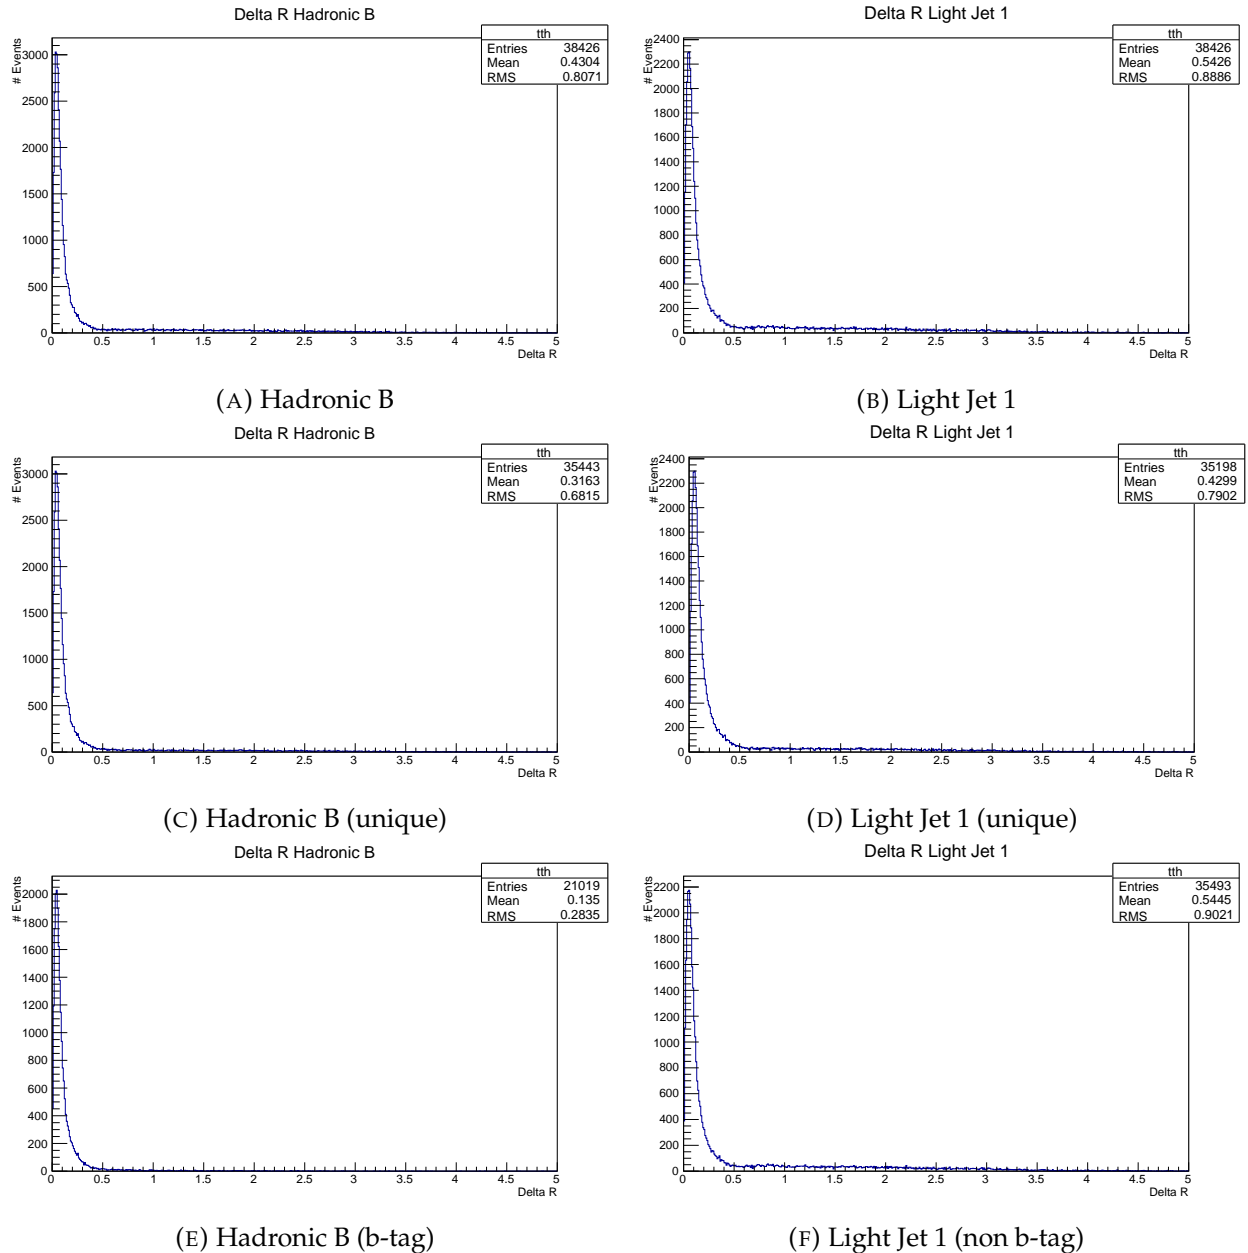 Delta R Hadronic B
# Events
tth
Entries 38426
Mean 0.4304
RMS 0.8071
3000
2500
2000
1500
1000
500
0
0 0.5 1 1.5 2 2.5 3 3.5 4 4.5 5
Delta R
(A) Hadronic B
Delta R Light Jet 1
# Events
tth
Entries 38426
Mean 0.5426
RMS 0.8886
2400
2200
2000
1800
1600
1400
1200
1000
800
600
400
200
0
0 0.5 1 1.5 2 2.5 3 3.5 4 4.5 5
Delta R
(B) Light Jet 1
Delta R Hadronic B
# Events
tth
Entries 35443
Mean 0.3163
RMS 0.6815
3000
2500
2000
1500
1000
500
0
0 0.5 1 1.5 2 2.5 3 3.5 4 4.5 5
Delta R
(C) Hadronic B (unique)
Delta R Light Jet 1
# Events
tth
Entries 35198
Mean 0.4299
RMS 0.7902
2400
2200
2000
1800
1600
1400
1200
1000
800
600
400
200
0
0 0.5 1 1.5 2 2.5 3 3.5 4 4.5 5
Delta R
(D) Light Jet 1 (unique)
Delta R Hadronic B
# Events
tth
Entries 21019
Mean 0.135
RMS 0.2835
2000
1800
1600
1400
1200
1000
800
600
400
200
0
0 0.5 1 1.5 2 2.5 3 3.5 4 4.5 5
Delta R
(E) Hadronic B (b-tag)
Delta R Light Jet 1
# Events
tth
Entries 35493
Mean 0.5445
RMS 0.9021
2200
2000
1800
1600
1400
1200
1000
800
600
400
200
0
0 0.5 1 1.5 2 2.5 3 3.5 4 4.5 5
Delta R
(F) Light Jet 1 (non b-tag)